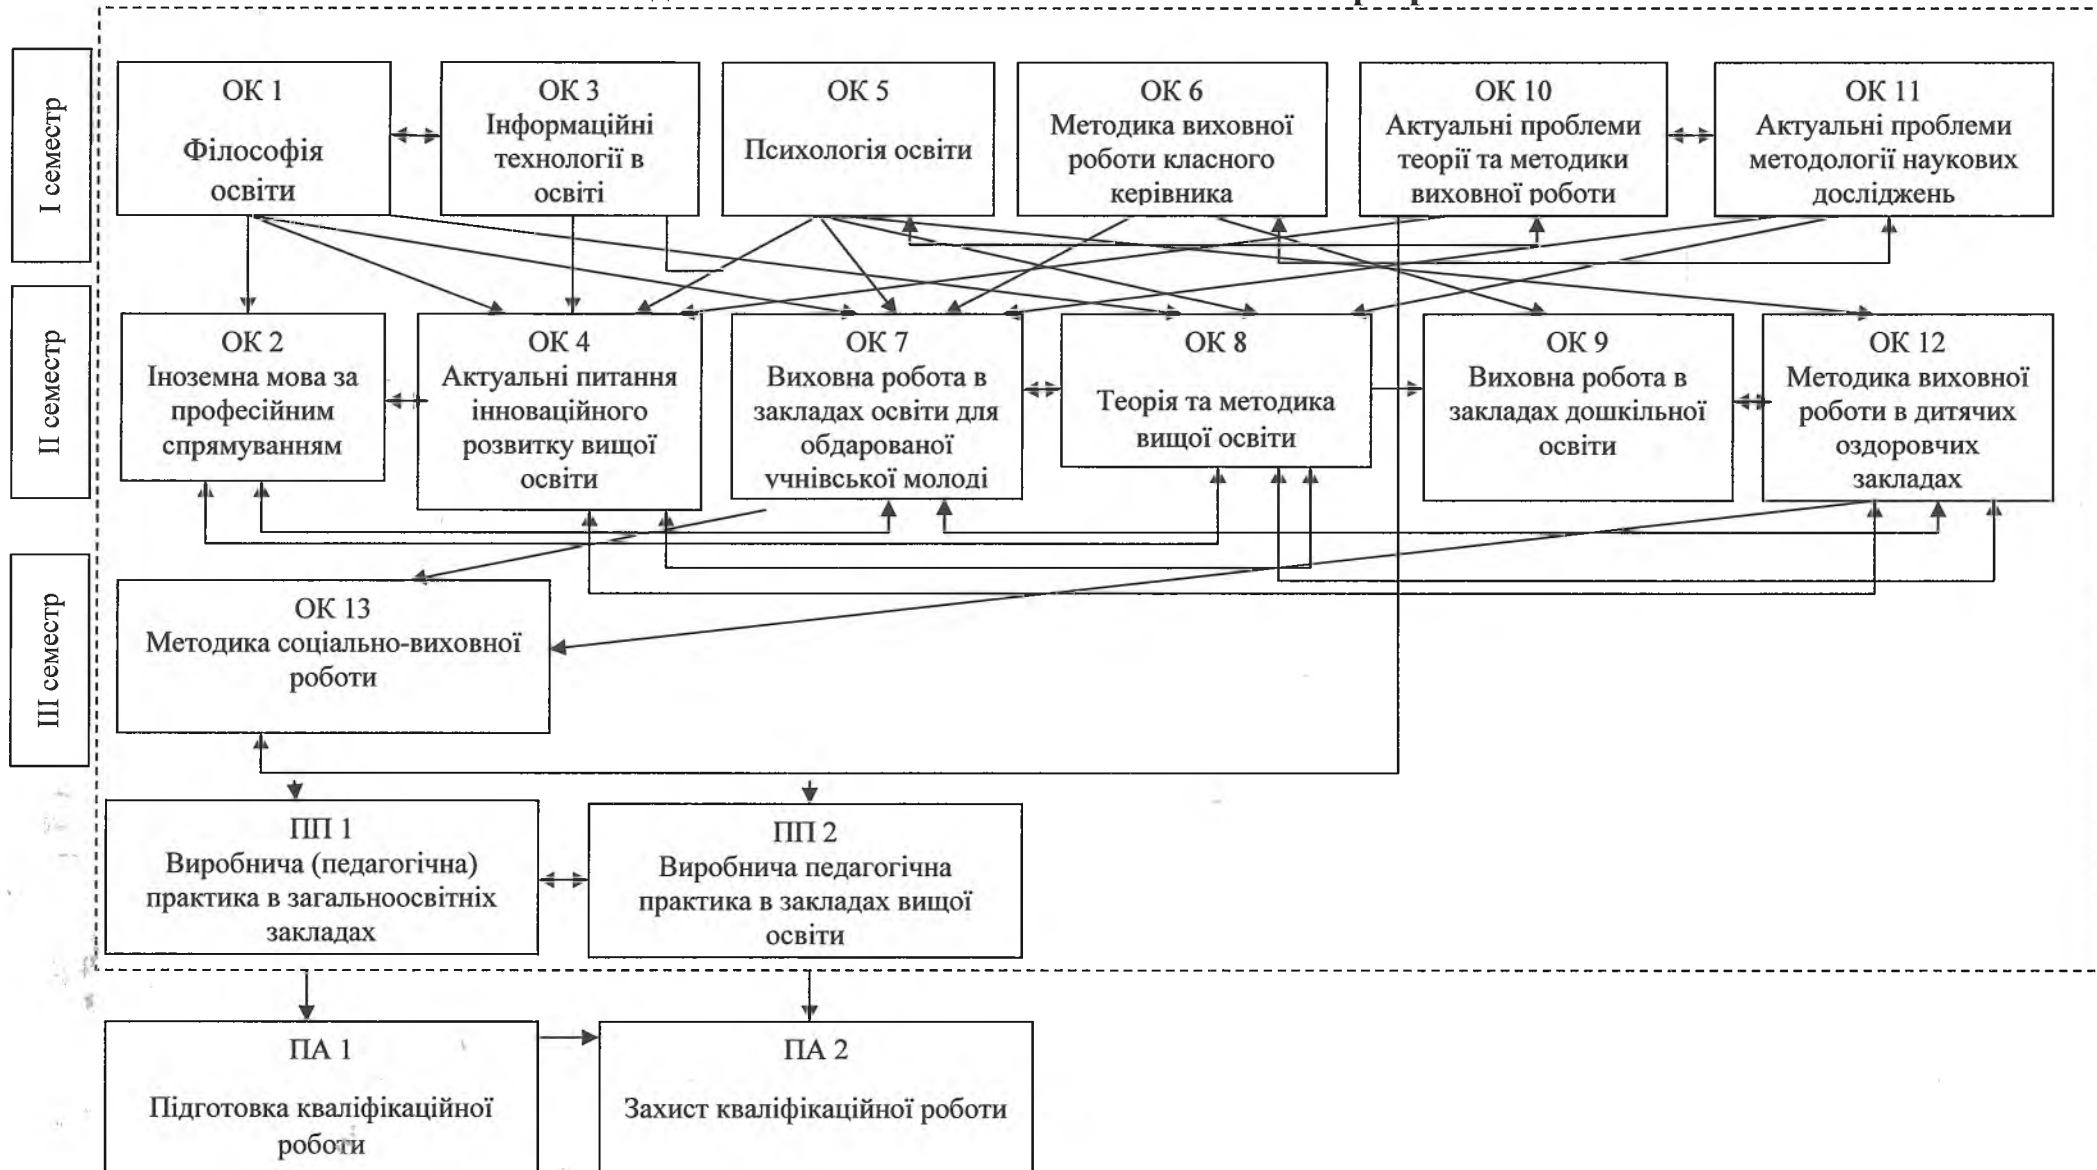 І семестр
ОК 1
Філософія
освіти
ОК 3
Інформаційні
технології в
освіті
ОК 5
Психологія освіти
ОК 6
Методика виховної
роботи класного
керівника
ОК 10
Актуальні проблеми
теорії та методики
виховної роботи
ОК 11
Актуальні проблеми
методології наукових
досліджень
ІІ семестр
ОК 2
Іноземна мова за
професійним
спрямуванням
ОК 4
Актуальні питання
інноваційного
розвитку вищої
освіти
ОК 7
Виховна робота в
закладах освіти для
обдарованої
учнівської молоді
ОК 8
Теорія та методика
вищої освіти
ОК 9
Виховна робота в
закладах дошкільної
освіти
ОК 12
Методика виховної
роботи в дитячих
оздоровчих
закладах
ІІІ семестр
ОК 13
Методика соціально-виховної
роботи
ПП 1
Виробнича (педагогічна)
практика в загальноосвітніх
закладах
ПП 2
Виробнича педагогічна
практика в закладах вищої
освіти
ПА 1
Підготовка кваліфікаційної
роботи
ПА 2
Захист кваліфікаційної роботи